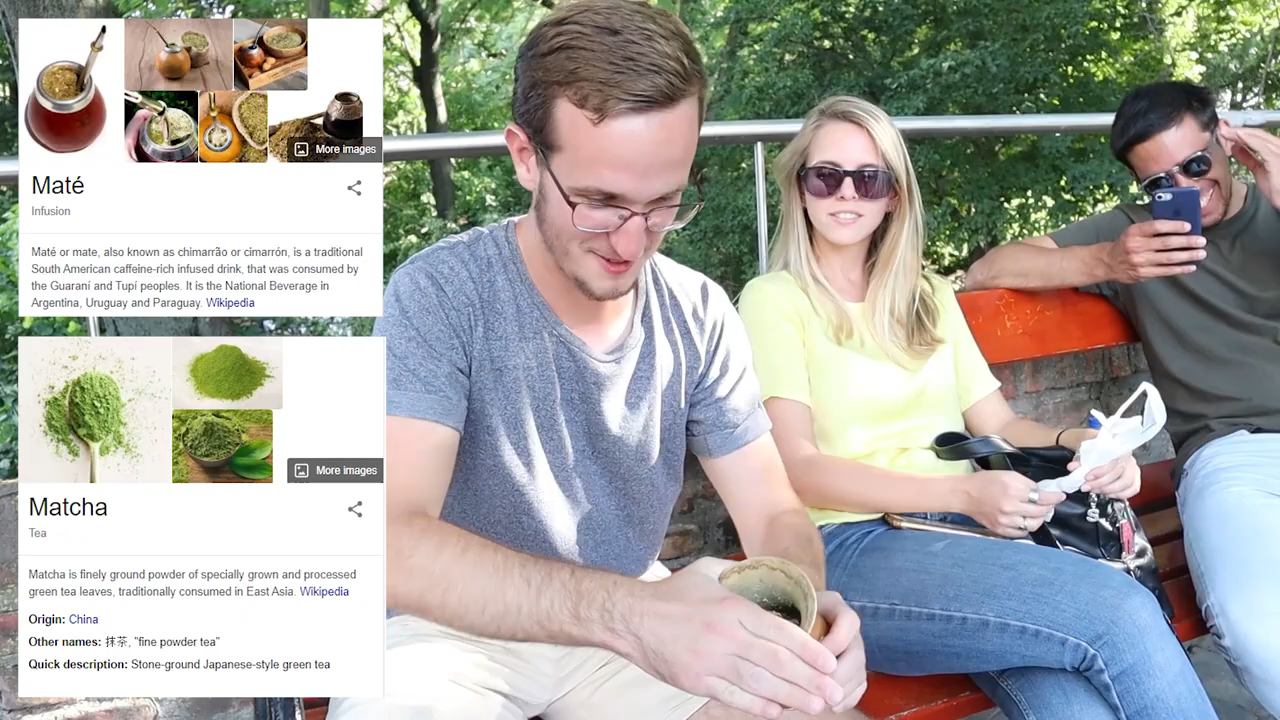 More images
Maté
Infusion
Maté or mate, also known as chimarrão or cimarrón, is a traditional
South American caffeine-rich infused drink, that was consumed by
the Guaraní and Tupí peoples. It is the National Beverage in
Argentina, Uruguay and Paraguay. Wikipedia
More images
Matcha
Tea
Matcha is finely ground powder of specially grown and processed
green tea leaves, traditionally consumed in East Asia. Wikipedia
Origin: China
Other names: 抹茶, "fine powder tea"
Quick description: Stone-ground Japanese-style green tea